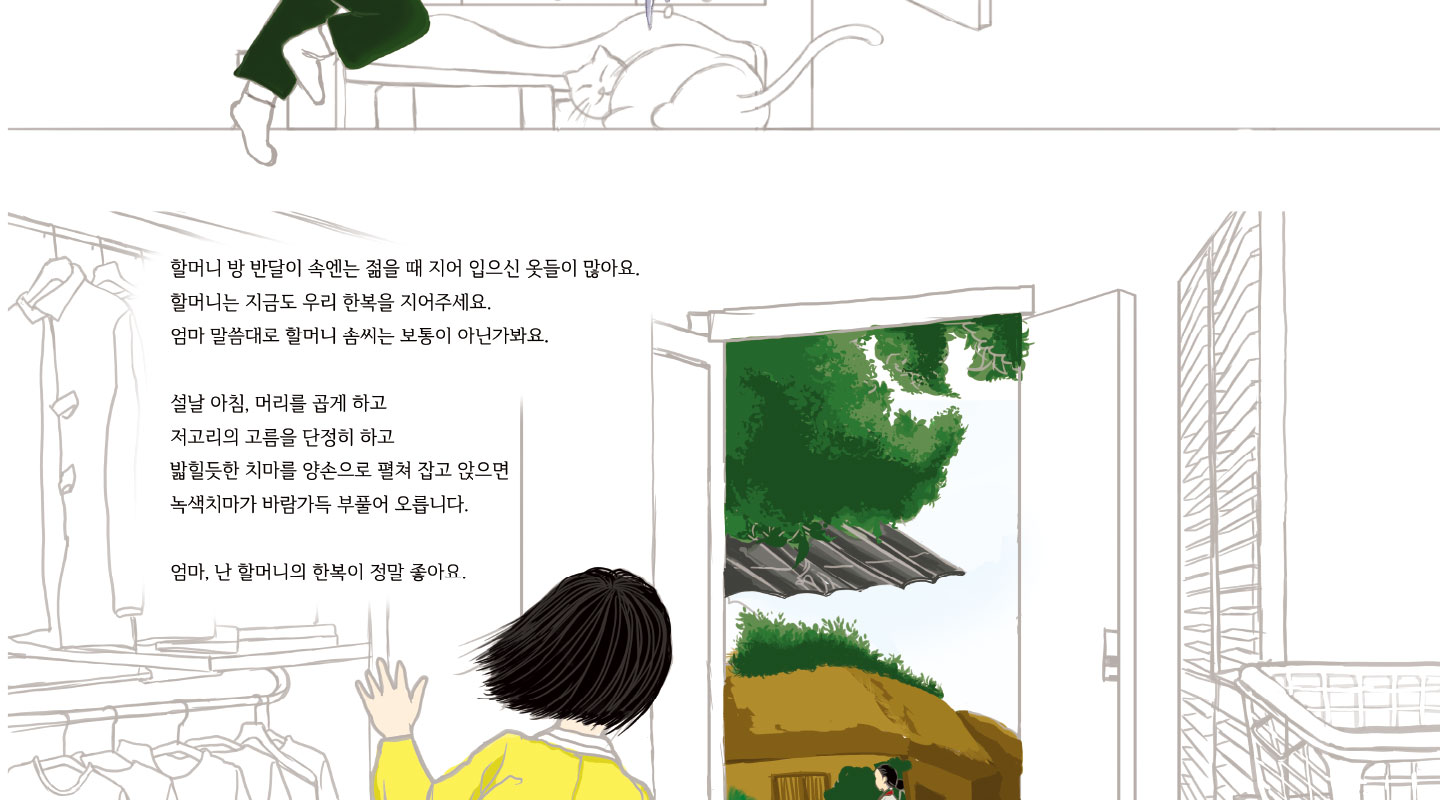 할머니 방 반달이 속엔는 젊을 때 지어 입으신 옷들이 많아요.
할머니는 지금도 우리 한복을 지어주세요.
엄마 말씀대로 할머니 솜씨는 보통이 아닌가봐요.
설날 아침, 머리를 곱게 하고
저고리의 고름을 단정히 하고
밟힐듯한 치마를 양손으로 펼쳐 잡고 앉으면
녹색치마가 바람가득 부풀어 오릅니다.
엄마, 난 할머니의 한복이 정말 좋아요.